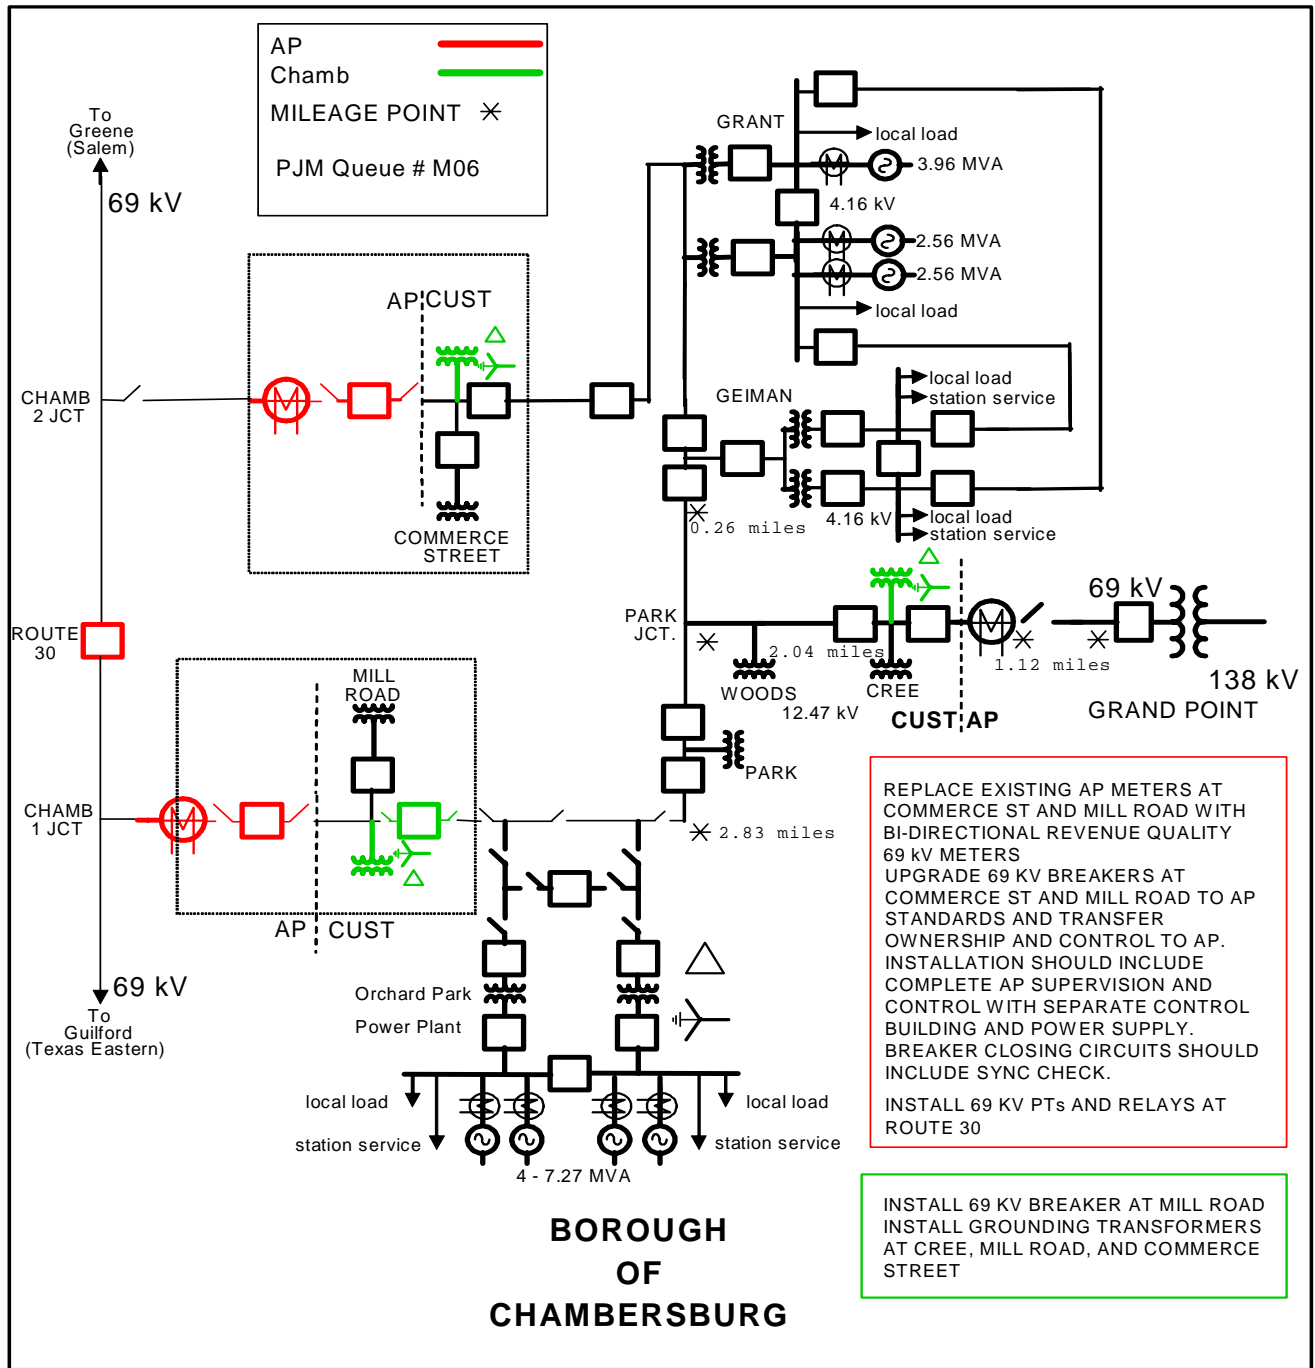 AP
Chamb
MILEAGE POINT
PJM Queue # M06
To
Greene
(Salem)
69 kV
GRANT
local load
3.96 MVA
4.16 kV
2.56 MVA
2.56 MVA
local load
AP CUST
CHAMB
2 JCT
COMMERCE
STREET
GEIMAN
local load
station service
4.16 kV
local load
station service
0.26 miles
ROUTE
30
PARK
JCT.
2.04 miles
WOODS
12.47 kV
CREE
CUST AP
69 kV
1.12 miles
138 kV
GRAND POINT
MILL
ROAD
PARK
CHAMB
1 JCT
2.83 miles
AP CUST
69 kV
To
Guilford
(Texas Eastern)
Orchard Park
Power Plant
local load
station service
local load
station service
4 - 7.27 MVA
REPLACE EXISTING AP METERS AT
COMMERCE ST AND MILL ROAD WITH
BI-DIRECTIONAL REVENUE QUALITY
69 kV METERS
UPGRADE 69 KV BREAKERS AT
COMMERCE ST AND MILL ROAD TO AP
STANDARDS AND TRANSFER
OWNERSHIP AND CONTROL TO AP.
INSTALLATION SHOULD INCLUDE
COMPLETE AP SUPERVISION AND
CONTROL WITH SEPARATE CONTROL
BUILDING AND POWER SUPPLY.
BREAKER CLOSING CIRCUITS SHOULD
INCLUDE SYNC CHECK.
INSTALL 69 KV PTs AND RELAYS AT
ROUTE 30
INSTALL 69 KV BREAKER AT MILL ROAD
INSTALL GROUNDING TRANSFORMERS
AT CREE, MILL ROAD, AND COMMERCE
STREET
BOROUGH
OF
CHAMBERSBURG